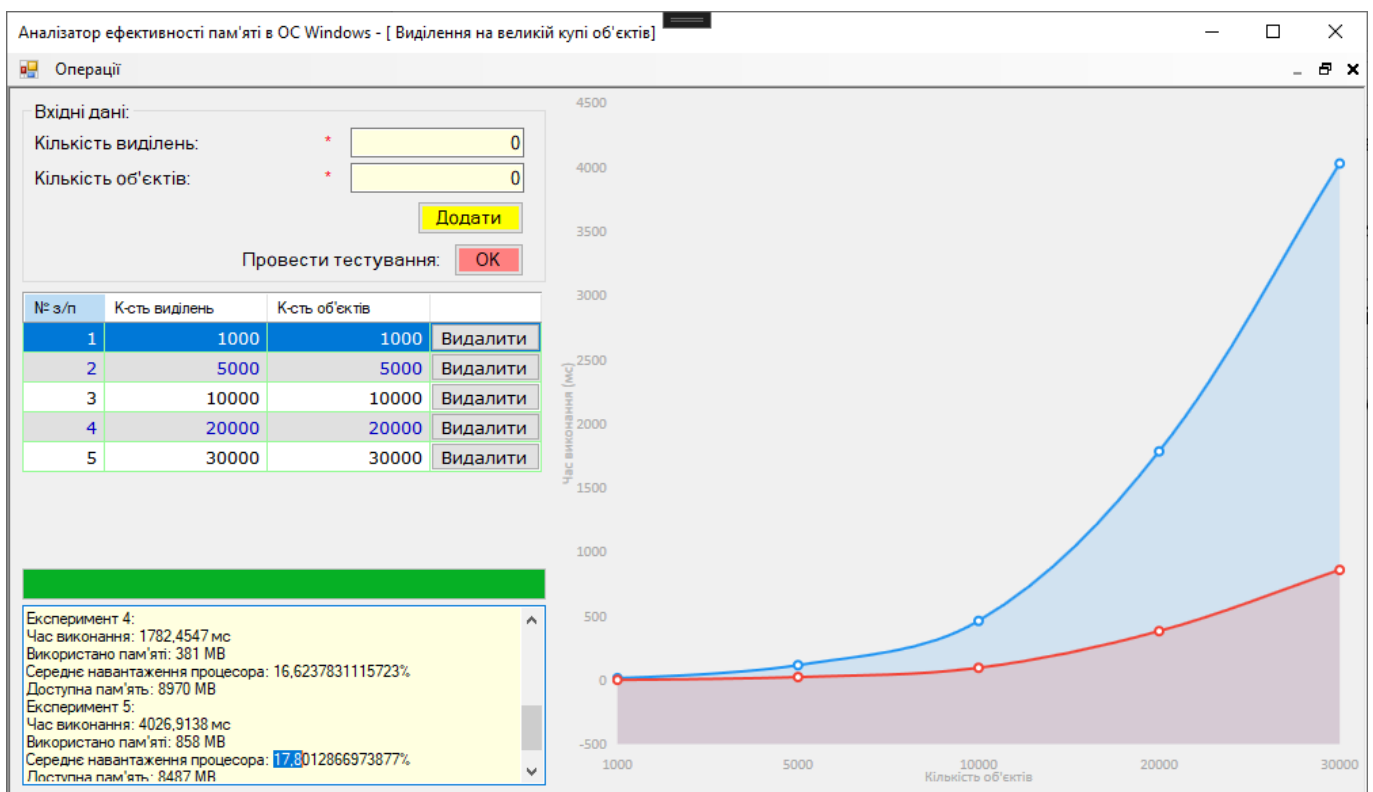 Аналізатор ефективності пам'яті в ОС Windows - [ Виділення на великій купі об'єктів]
Операції
Вхідні дані:
Кількість виділень: * 0
Кількість об'єктів: * 0
Додати
Провести тестування: OK
№ з/п К-сть виділень К-сть об'єктів
1 1000 1000 Видалити
2 5000 5000 Видалити
3 10000 10000 Видалити
4 20000 20000 Видалити
5 30000 30000 Видалити
Експеримент 4:
Час виконання: 1782,4547 мс
Використано пам'яті: 381 MB
Середнє навантаження процесора: 16,6237831115723%
Доступна пам'ять: 8970 MB
Експеримент 5:
Час виконання: 4026,9138 мс
Використано пам'яті: 858 MB
Середнє навантаження процесора: 17,8012866973877%
Доступна пам'ять: 8487 MB
4500
4000
3500
3000
2500
2000
1500
1000
500
0
-500
Час виконання (мс)
1000 5000 10000 20000 30000
Кількість об'єктів